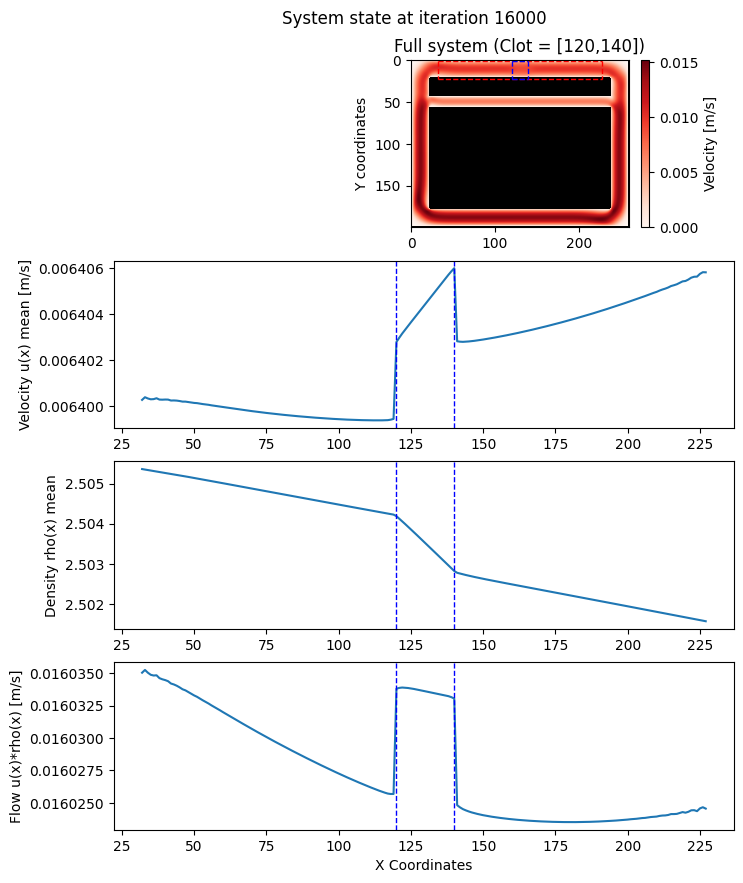 System state at iteration 16000
Full system (Clot = [120,140])
0
50
100
150
Y coordinates
0 100 200
0.015
0.010
0.005
0.000
Velocity [m/s]
0.006406
0.006404
0.006402
0.006400
Velocity u(x) mean [m/s]
25 50 75 100 125 150 175 200 225
2.505
2.504
2.503
2.502
Density rho(x) mean
25 50 75 100 125 150 175 200 225
0.0160350
0.0160325
0.0160300
0.0160275
0.0160250
Flow u(x)*rho(x) [m/s]
25 50 75 100 125 150 175 200 225
X Coordinates